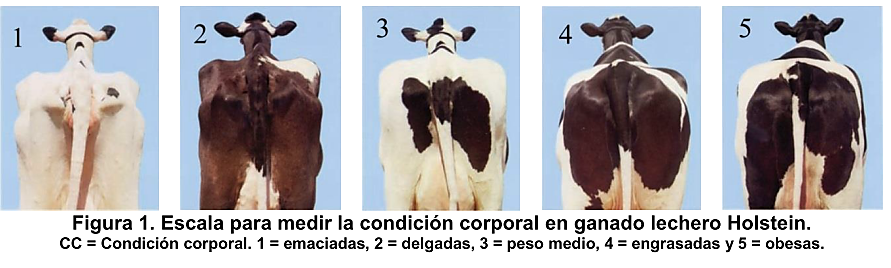 1 2 3 4 5
Figura 1. Escala para medir la condición corporal en ganado lechero Holstein.
CC = Condición corporal. 1 = emaciadas, 2 = delgadas, 3 = peso medio, 4 = engrasadas y 5 = obesas.